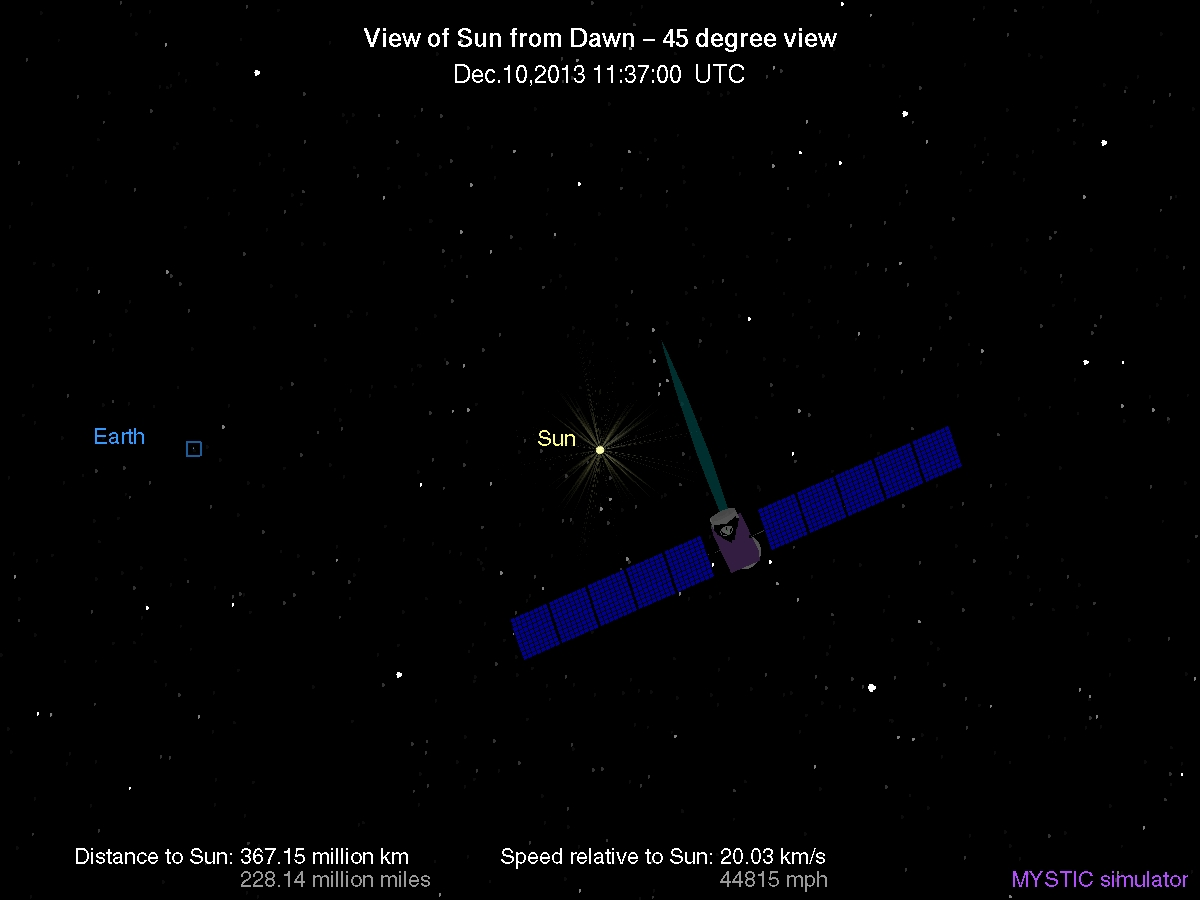 View of Sun from Dawn – 45 degree view
Dec.10,2013 11:37:00 UTC
Earth
Sun
Distance to Sun: 367.15 million km
228.14 million miles
Speed relative to Sun: 20.03 km/s
44815 mph
MYSTIC simulator